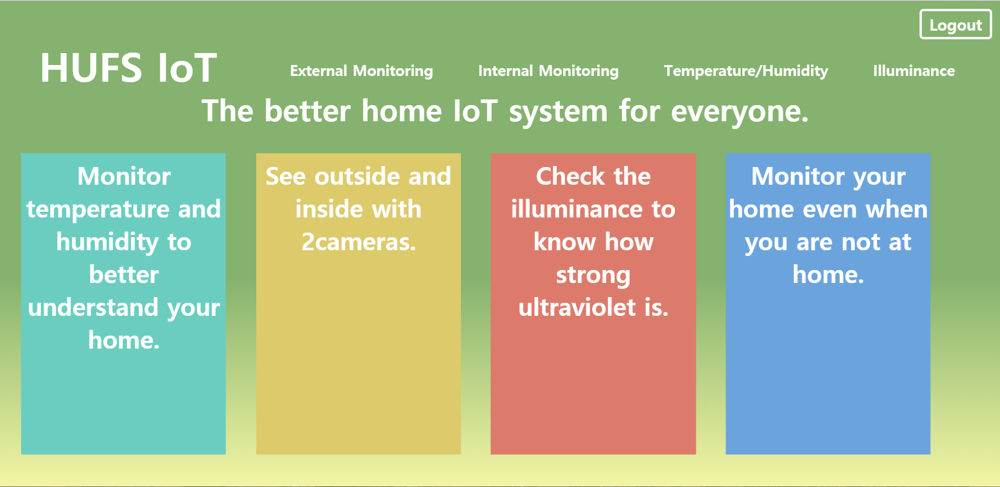 Logout
HUFS IoT
External Monitoring
Internal Monitoring
Temperature/Humidity
Illuminance
The better home IoT system for everyone.
Monitor
temperature and
humidity to
better
understand your
home.
See outside and
inside with
2cameras.
Check the
illuminance to
know how
strong
ultraviolet is.
Monitor your
home even when
you are not at
home.